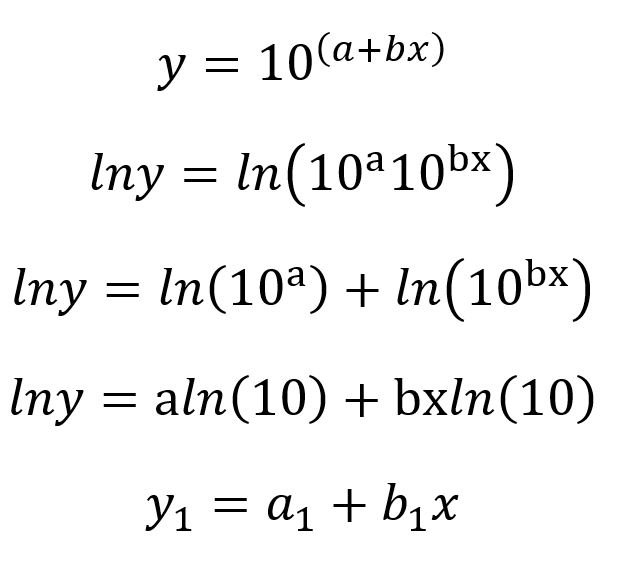 y = 10^(a+bx)
lny = ln(10^a 10^bx)
lny = ln(10^a) + ln(10^bx)
lny = aln(10) + bxln(10)
y₁ = a₁ + b₁x